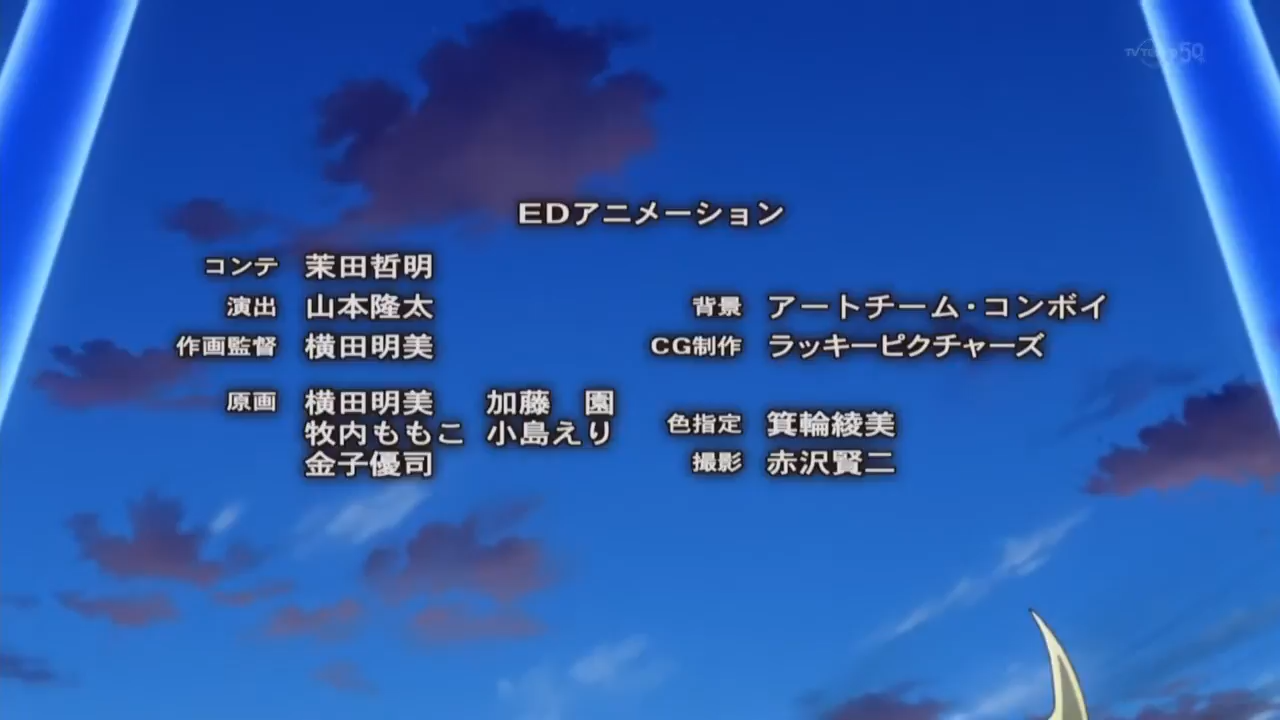 EDアニメーション
コンテ 茉田哲明
演出 山本隆太
作画監督 横田明美
原画 横田明美 加藤 園
牧内ももこ 小島えり
金子優司
背景 アートチーム・コンボイ
CG制作 ラッキーピクチャーズ
色指定 箕輪綾美
撮影 赤沢賢二